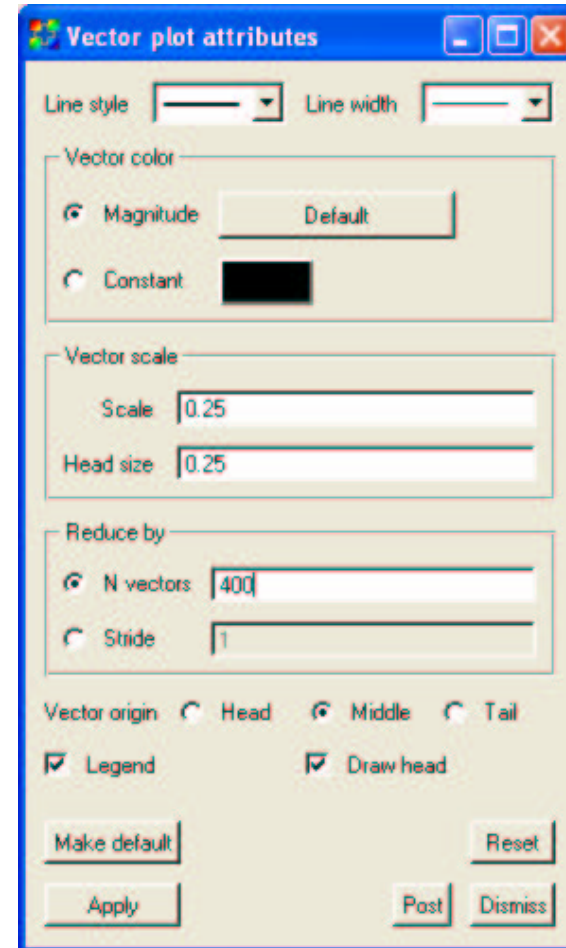 Vector plot attributes
Line style Line width
Vector color
Magnitude Default
Constant
Vector scale
Scale 0.25
Head size 0.25
Reduce by
N vectors 400
Stride 1
Vector origin Head Middle Tail
Legend Draw head
Make default Reset
Apply Post Dismiss